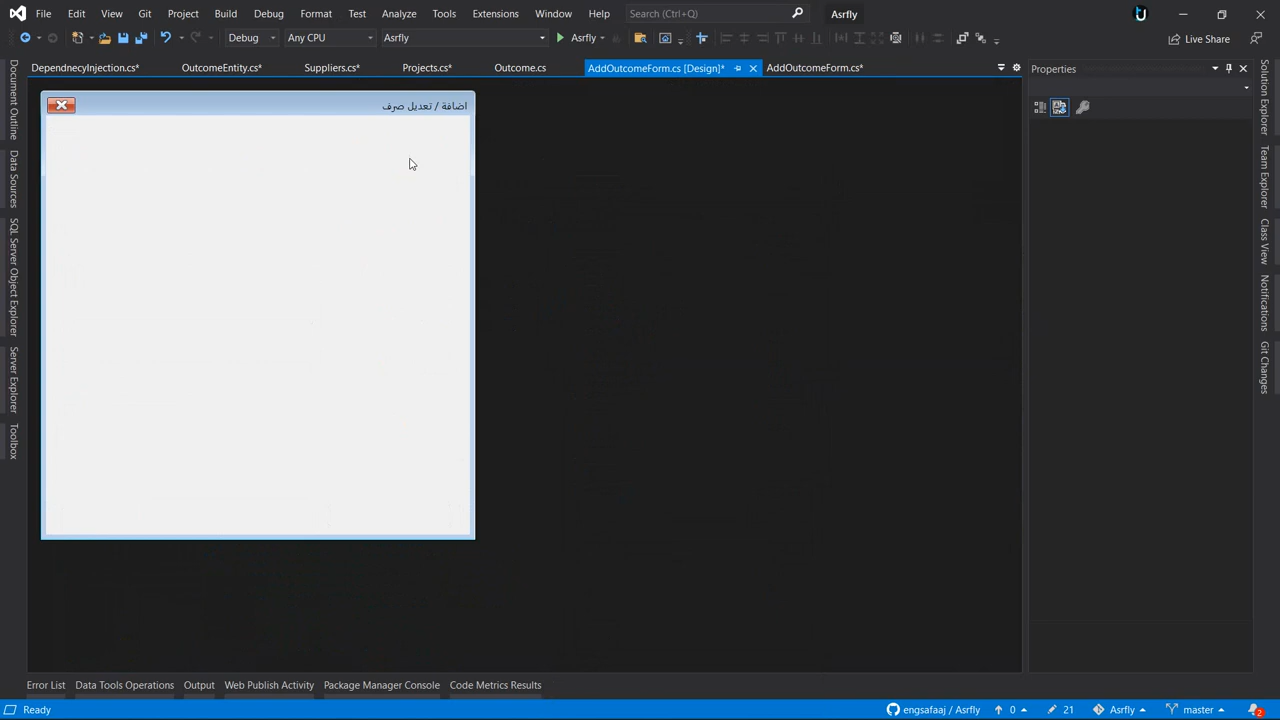 File Edit View Git Project Build Debug Format Test Analyze Tools Extensions Window Help Search (Ctrl+Q) Asrfly
Debug Any CPU Asrfly Asrfly Live Share
DependnecyInjection.cs* OutcomeEntity.cs* Suppliers.cs* Projects.cs* Outcome.cs AddOutcomeForm.cs [Design]* AddOutcomeForm.cs* Properties
اضافة / تعديل صرف
Document Outline
Data Sources
SQL Server Object Explorer
Server Explorer
Toolbox
Solution Explorer
Team Explorer
Class View
Notifications
Git Changes
Error List Data Tools Operations Output Web Publish Activity Package Manager Console Code Metrics Results
Ready engsafaaj / Asrfly 0 21 Asrfly master 2